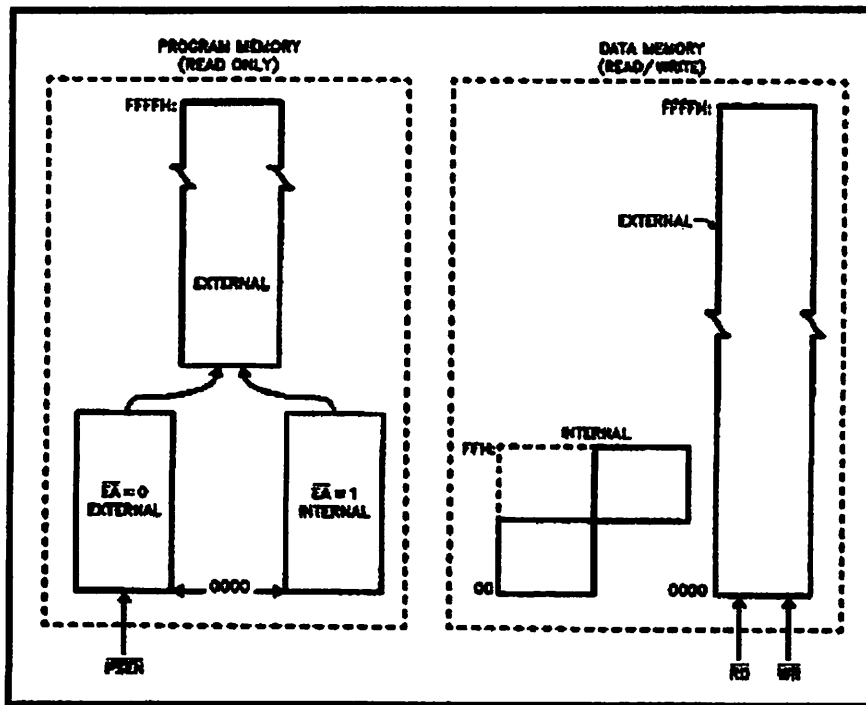 PROGRAM MEMORY
(READ ONLY)
FFFFH:
EXTERNAL
EA = 0
EXTERNAL
EA = 1
INTERNAL
0000
PSEN
DATA MEMORY
(READ/WRITE)
FFFFH:
EXTERNAL
INTERNAL
FFH:
00
0000
RD
WR